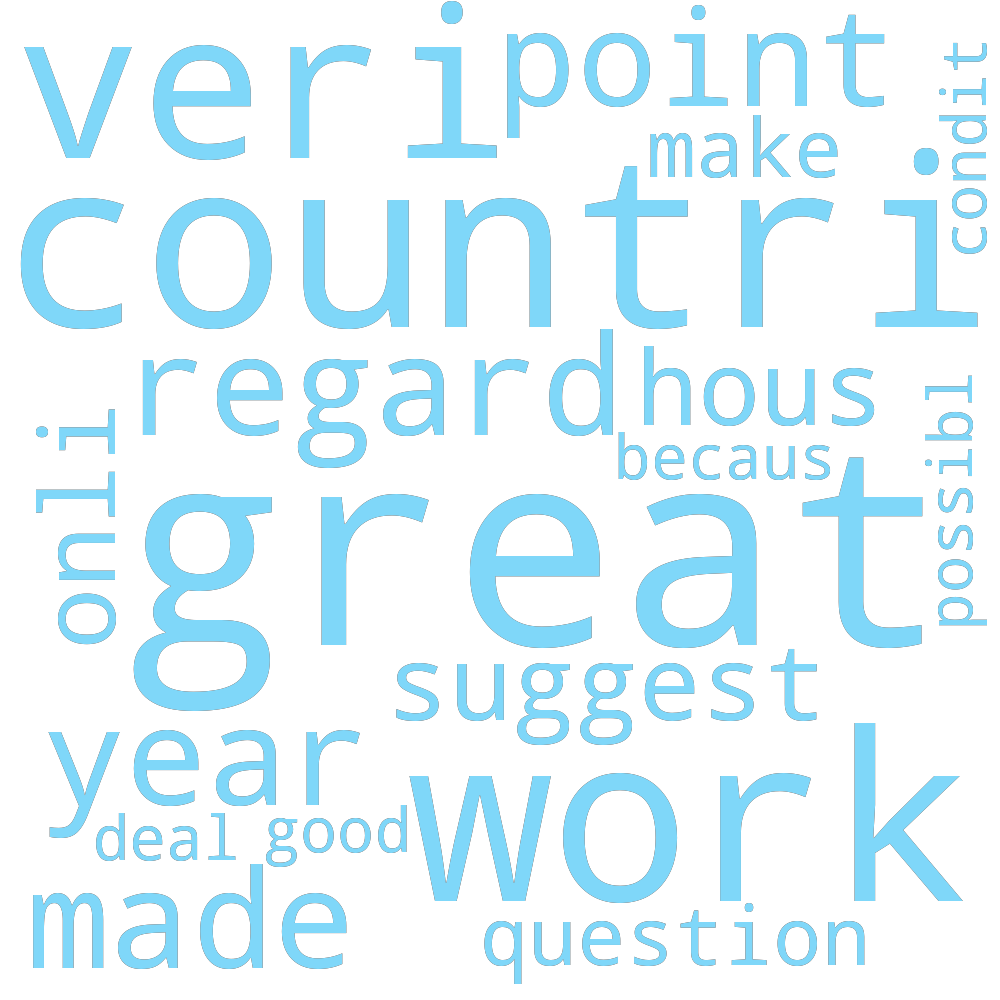 veri
point
condit
make
countri
regard
hous
onli
becaus
possibl
great
suggest
year
work
deal
good
made
question